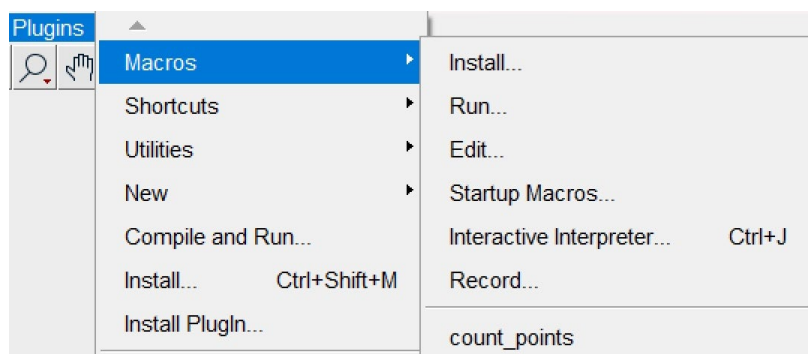 Plugins
Macros
Shortcuts
Utilities
New
Compile and Run...
Install... Ctrl+Shift+M
Install PlugIn...
Install...
Run...
Edit...
Startup Macros...
Interactive Interpreter... Ctrl+J
Record...
count_points